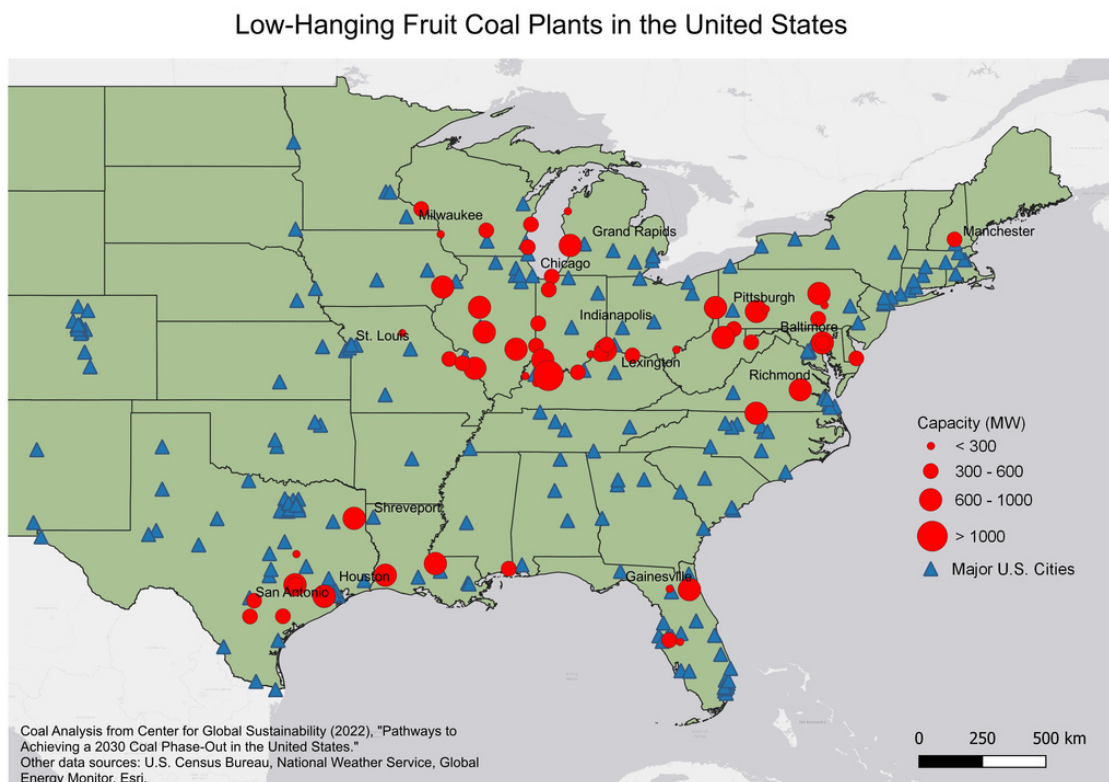 Low-Hanging Fruit Coal Plants in the United States
Milwaukee
Grand Rapids
Manchester
Chicago
Pittsburgh
Indianapolis
Baltimore
St. Louis
Lexington
Richmond
Capacity (MW)
< 300
300 - 600
600 - 1000
> 1000
Major U.S. Cities
Shreveport
Houston
Gainesville
San Antonio
Coal Analysis from Center for Global Sustainability (2022), "Pathways to
Achieving a 2030 Coal Phase-Out in the United States."
Other data sources: U.S. Census Bureau, National Weather Service, Global
Energy Monitor, Esri.
0 250 500 km